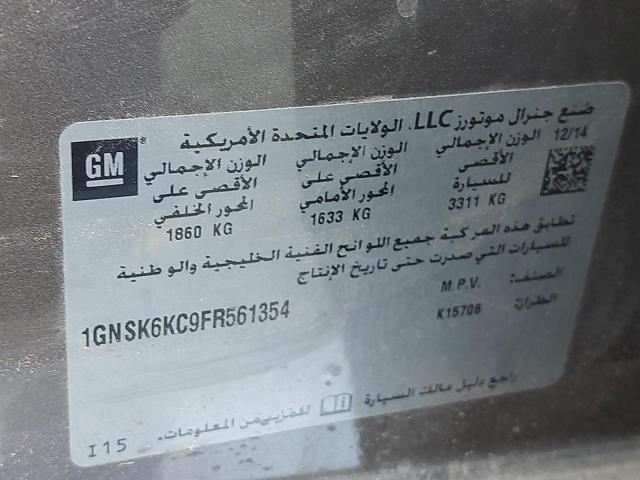 ضنع جنرال موتورز LLC. الولايات المتحدة الأمريكية
12/14
GM
الوزن الإجمالي الأقصى للسيارة
3311 KG
الوزن الإجمالي الأقصى على المحور الأمامي
1633 KG
الوزن الإجمالي الأقصى على المحور الخلفي
1860 KG
تطابق هذه المركبة جميع اللوائح الفنية الخليجية والوطنية
للسيارات التي صدرت حتى تاريخ الإنتاج
الصنف: M.P.V.
الطراز: K15706
1GNSK6KC9FR561354
راجع دليل مالك السيارة للمزيد من المعلومات.
I15